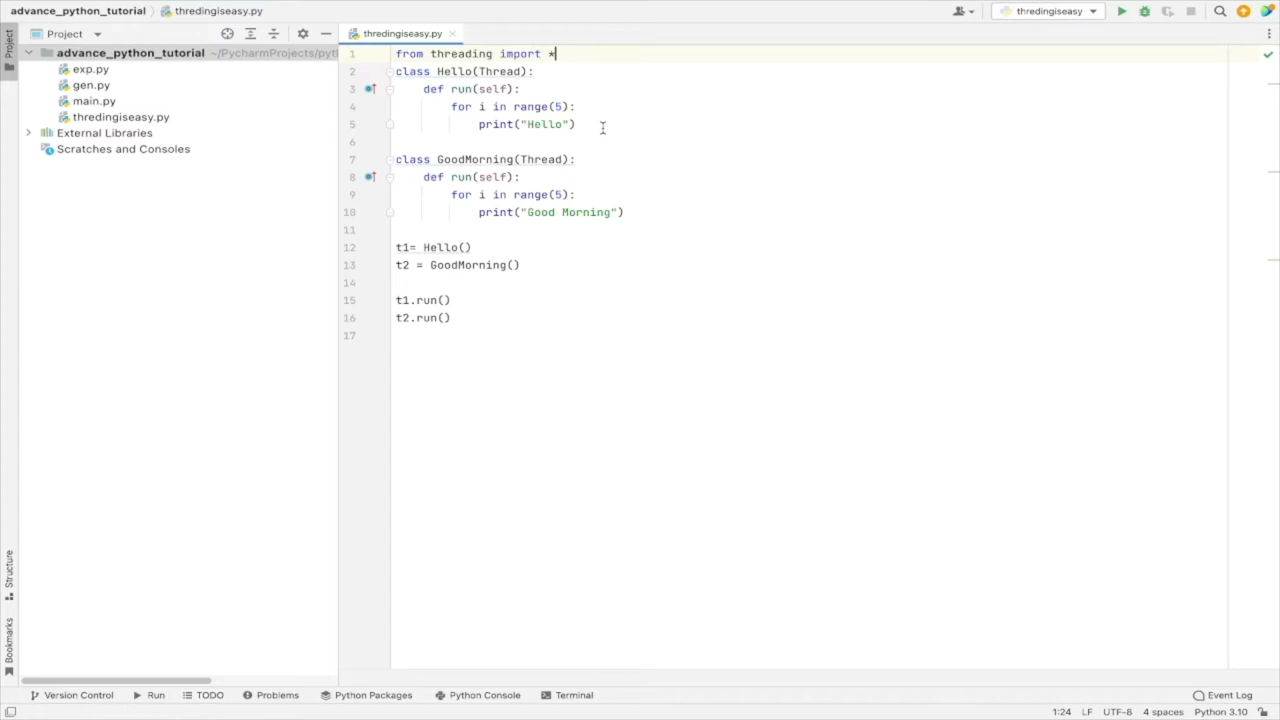 advance_python_tutorial
thredingiseasy.py
thredingiseasy
Project
thredingiseasy.py
Project
advance_python_tutorial ~/PycharmProjects/pyt
exp.py
gen.py
main.py
thredingiseasy.py
External Libraries
Scratches and Consoles
1 from threading import *
2 class Hello(Thread):
3 def run(self):
4 for i in range(5):
5 print("Hello")
6
7 class GoodMorning(Thread):
8 def run(self):
9 for i in range(5):
10 print("Good Morning")
11
12 t1= Hello()
13 t2 = GoodMorning()
14
15 t1.run()
16 t2.run()
17
Structure
Bookmarks
Version Control
Run
TODO
Problems
Python Packages
Python Console
Terminal
Event Log
1:24 LF UTF-8 4 spaces Python 3.10